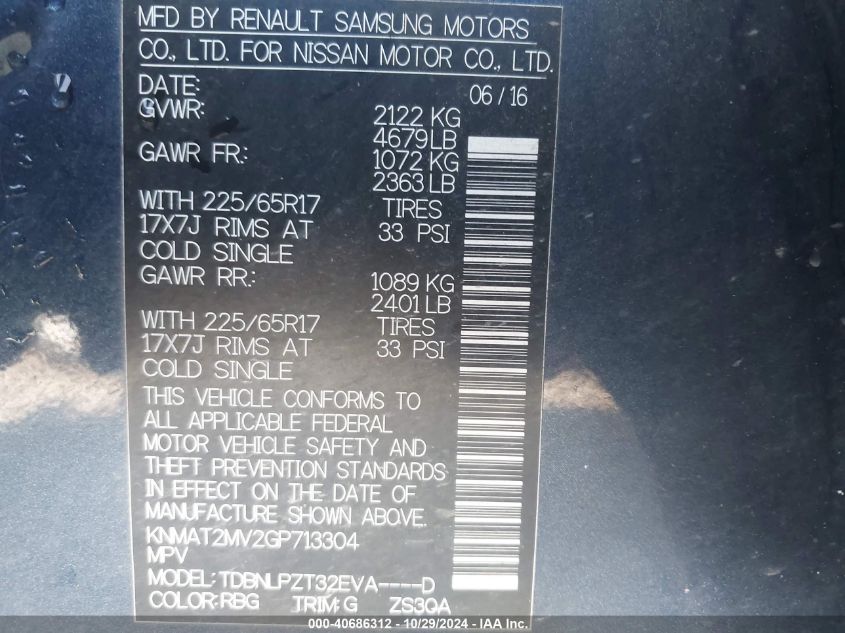 MFD BY RENAULT SAMSUNG MOTORS
CO., LTD. FOR NISSAN MOTOR CO., LTD.
DATE: 06/16
GVWR: 2122 KG
4679 LB
GAWR FR.: 1072 KG
2363 LB
WITH 225/65R17 TIRES
17X7J RIMS AT 33 PSI
COLD SINGLE
GAWR RR.: 1089 KG
2401 LB
WITH 225/65R17 TIRES
17X7J RIMS AT 33 PSI
COLD SINGLE
THIS VEHICLE CONFORMS TO
ALL APPLICABLE FEDERAL
MOTOR VEHICLE SAFETY AND
THEFT PREVENTION STANDARDS
IN EFFECT ON THE DATE OF
MANUFACTURE SHOWN ABOVE.
KNMAT2MV2GP713304
MPV
MODEL: TDBNLPZT32EVA----D
COLOR: RBG TRIM: G ZS30A
000-40686312 - 10/29/2024 - IAA Inc.